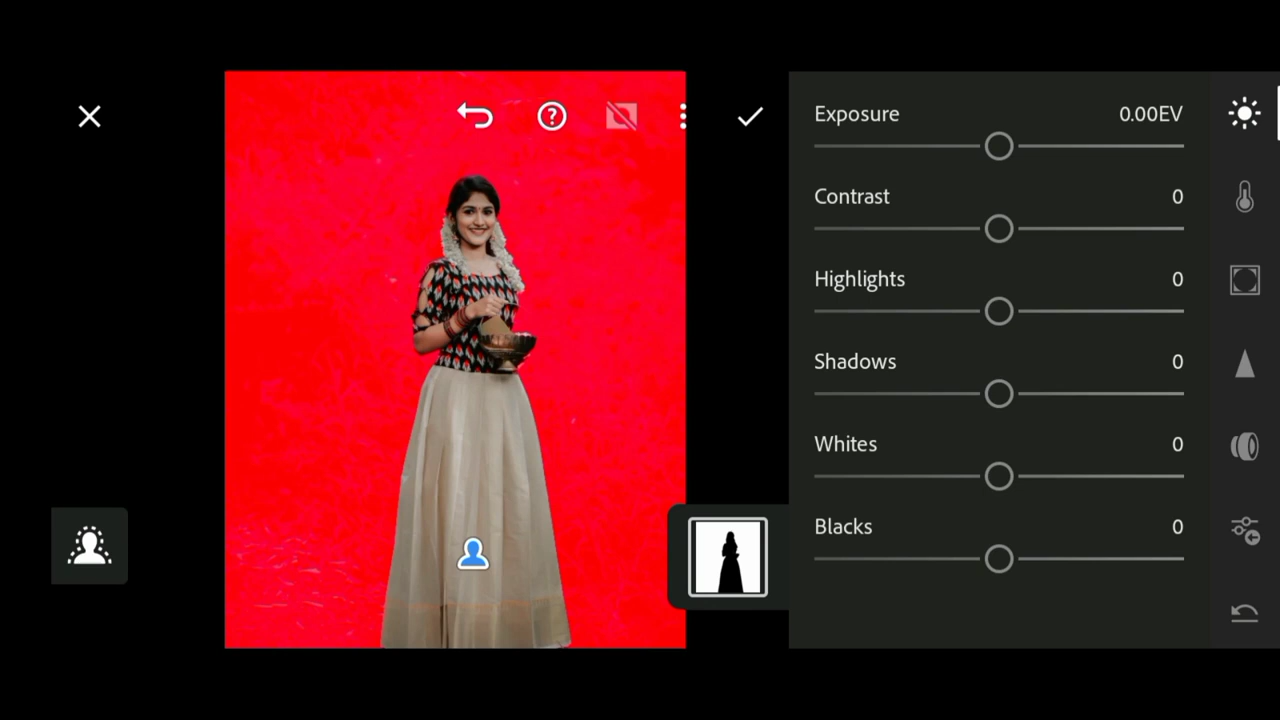 Exposure 0.00EV
Contrast 0
Highlights 0
Shadows 0
Whites 0
Blacks 0